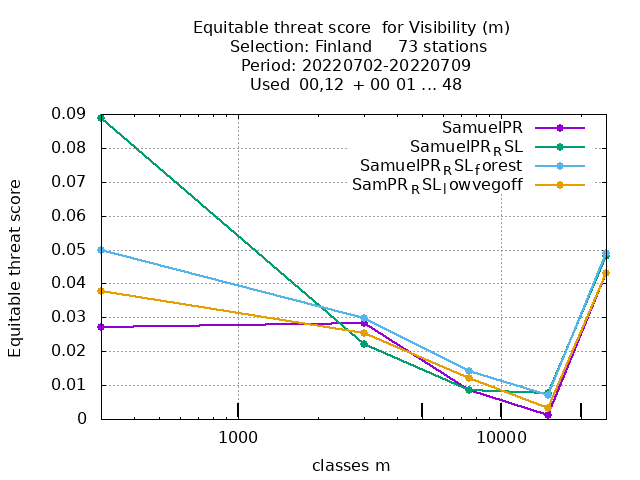 Equitable threat score for Visibility (m)
Selection: Finland 73 stations
Period: 20220702-20220709
Used 00,12 + 00 01 ... 48
SamuelPR
SamuelPR_RSL
SamuelPR_RSL_forest
SamPR_RSL_lowvegoff
Equitable threat score
0.09
0.08
0.07
0.06
0.05
0.04
0.03
0.02
0.01
0
1000 10000
classes m